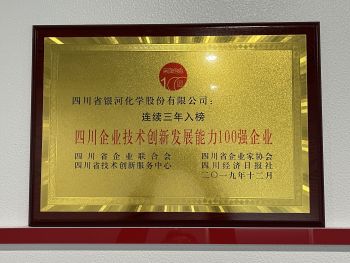 四川省银河化学股份有限公司：
连续三年入榜
四川企业技术创新发展能力100强企业
四川省企业联合会 四川省企业家协会
四川省技术创新服务中心 四川经济日报社
二〇一九年十二月